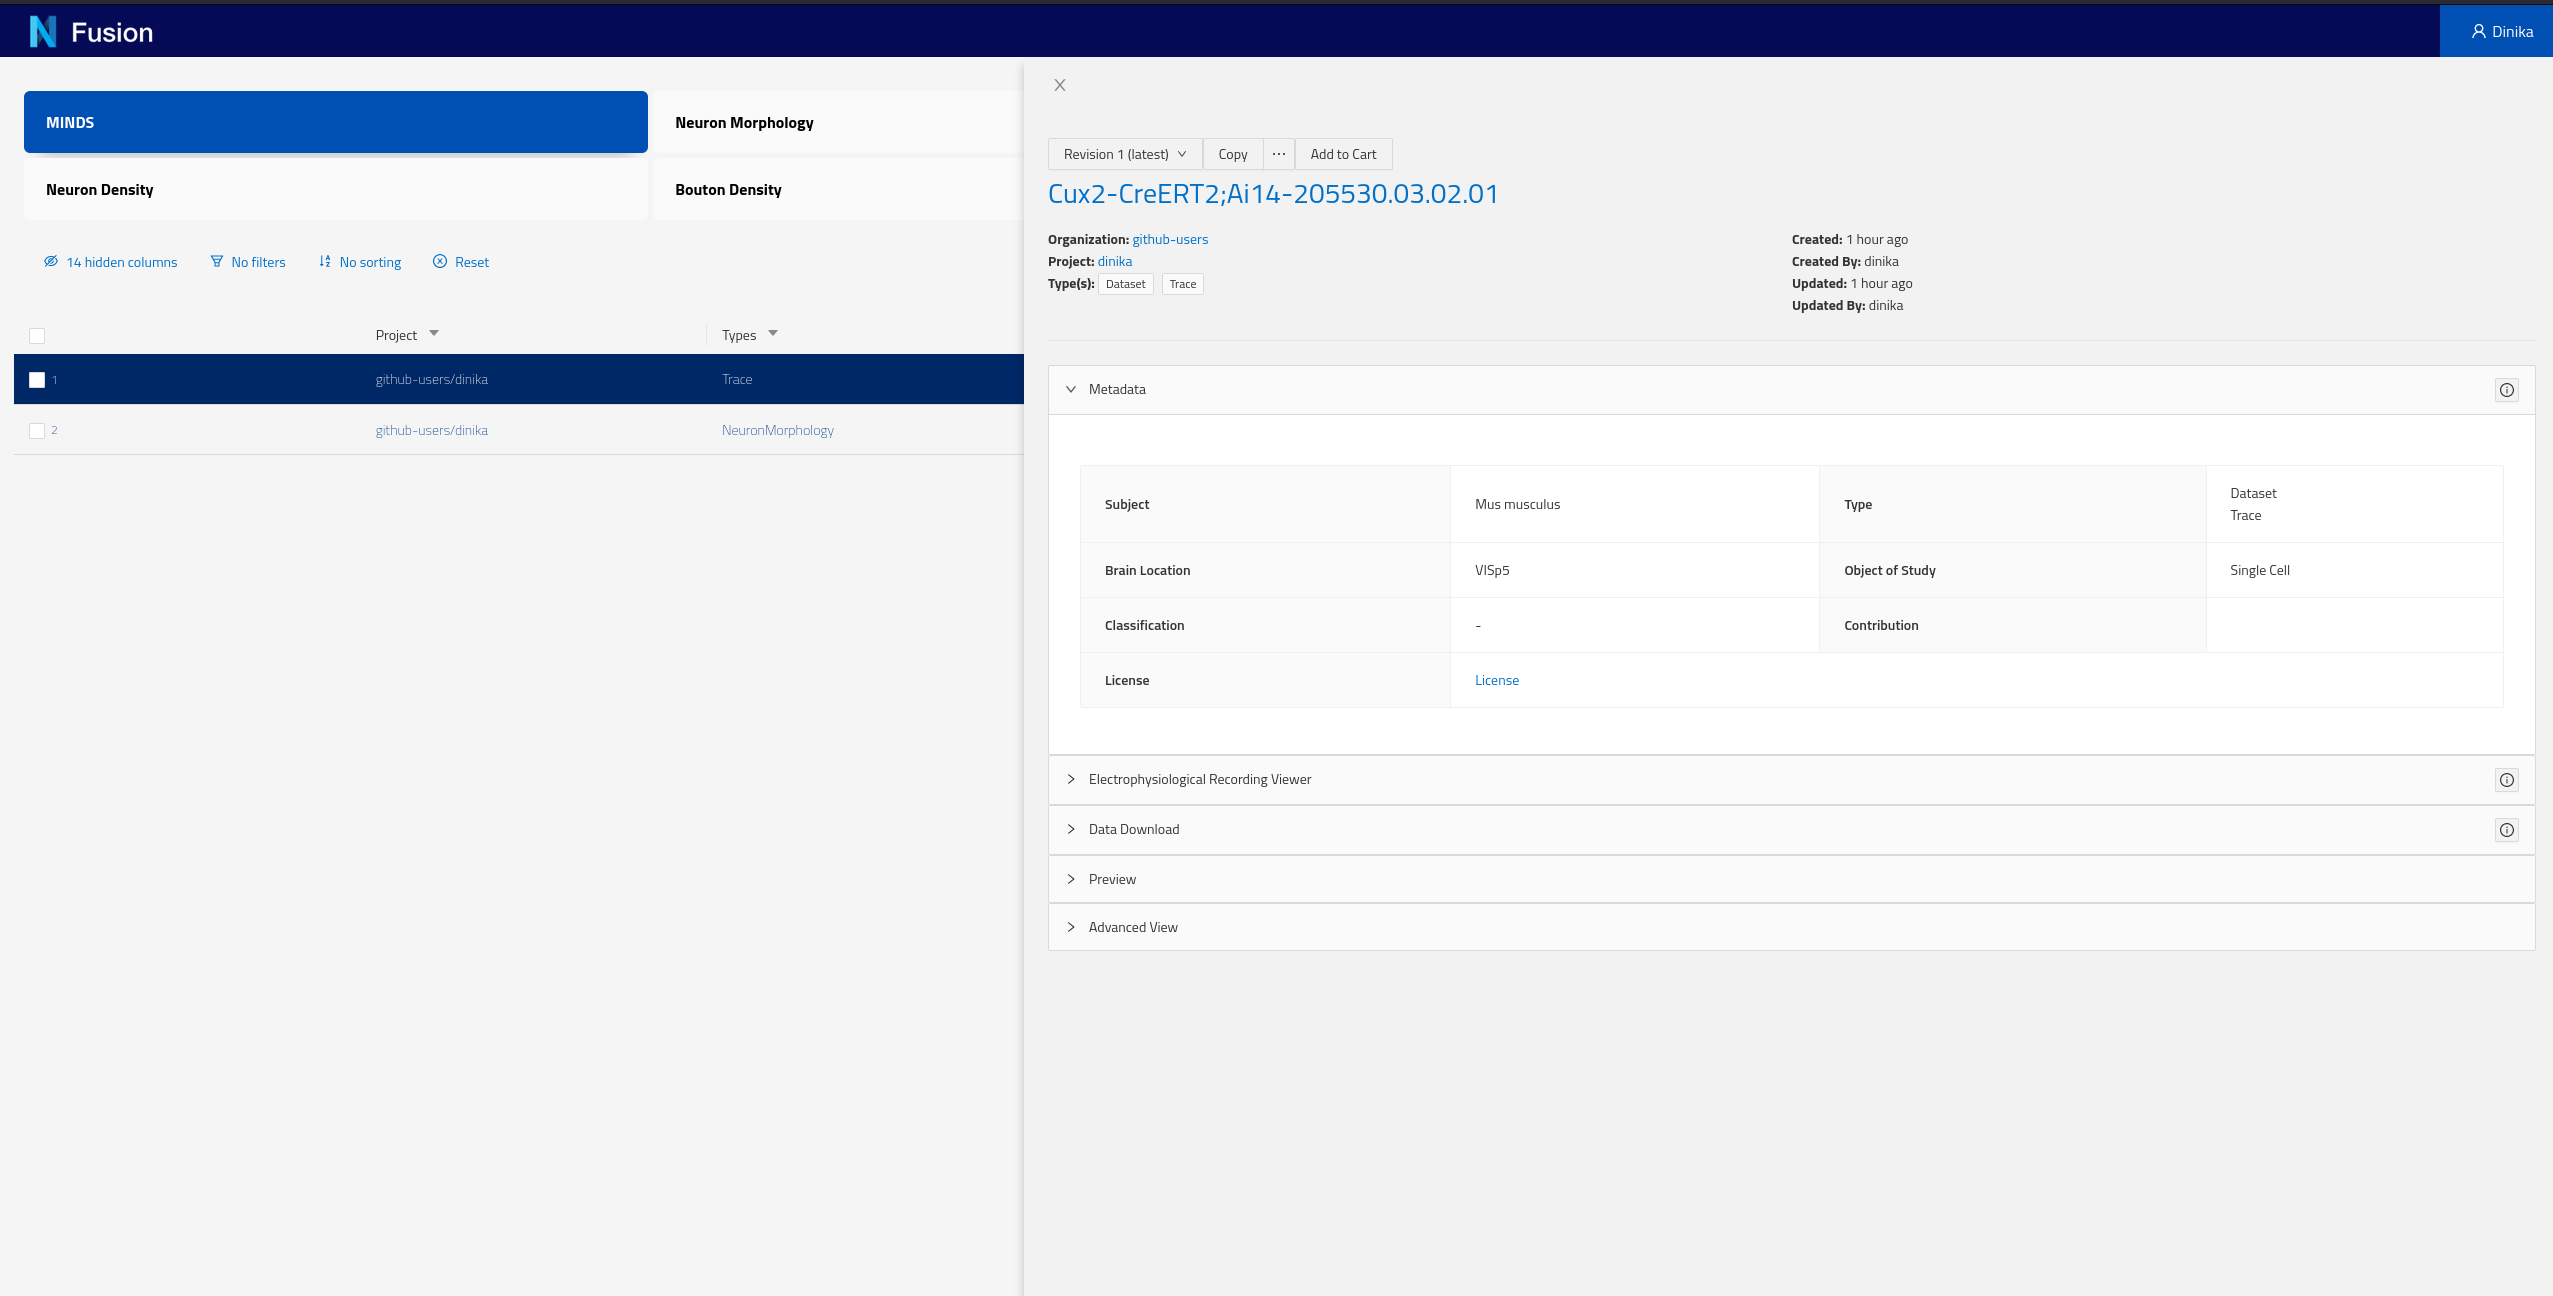 Fusion
Dinika
MINDS
Neuron Morphology
Neuron Density
Bouton Density
14 hidden columns
No filters
No sorting
Reset
Project
Types
1
github-users/dinika
Trace
2
github-users/dinika
NeuronMorphology
Revision 1 (latest)
Copy
...
Add to Cart
Cux2-CreERT2;Ai14-205530.03.02.01
Organization: github-users
Project: dinika
Type(s): Dataset Trace
Created: 1 hour ago
Created By: dinika
Updated: 1 hour ago
Updated By: dinika
Metadata
Subject
Mus musculus
Type
Dataset
Trace
Brain Location
VISp5
Object of Study
Single Cell
Classification
-
Contribution
License
License
Electrophysiological Recording Viewer
Data Download
Preview
Advanced View